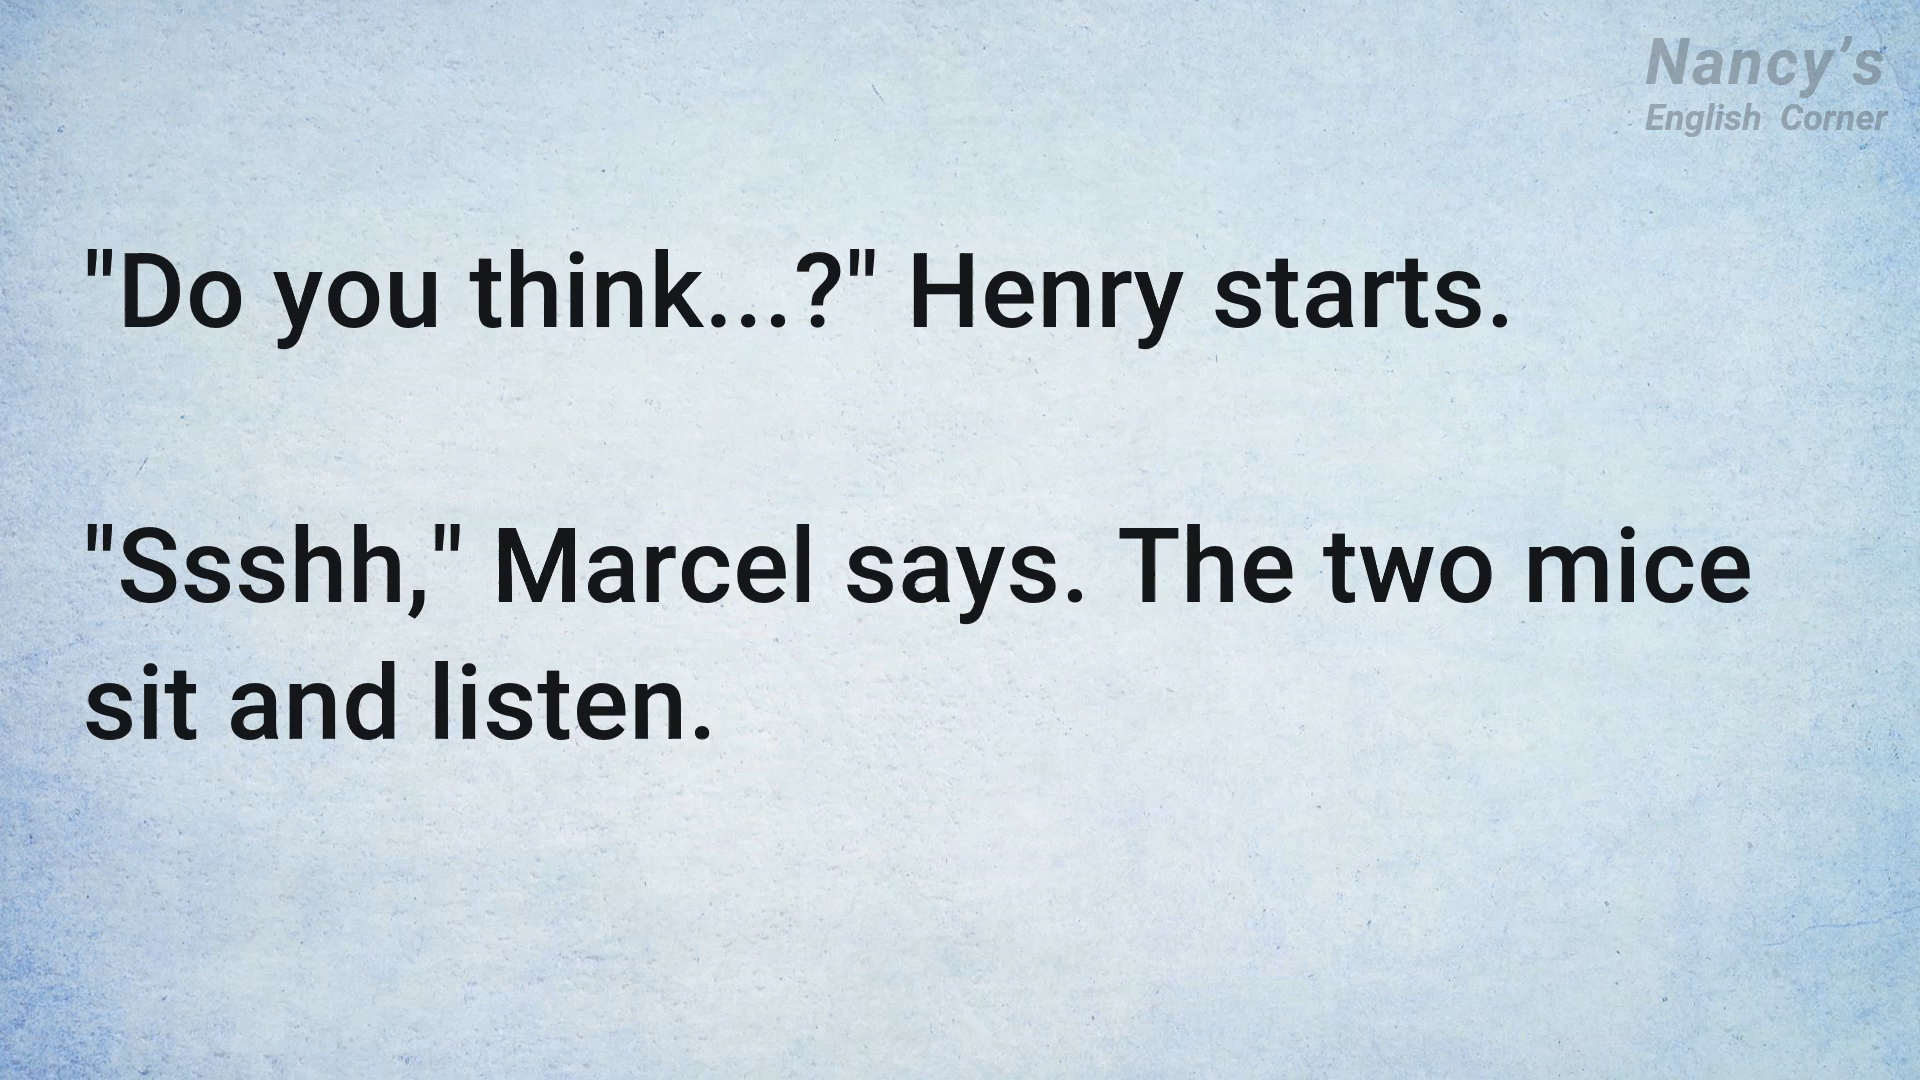 Nancy’s
English Corner
"Do you think...?" Henry starts.
"Ssshh," Marcel says. The two mice
sit and listen.